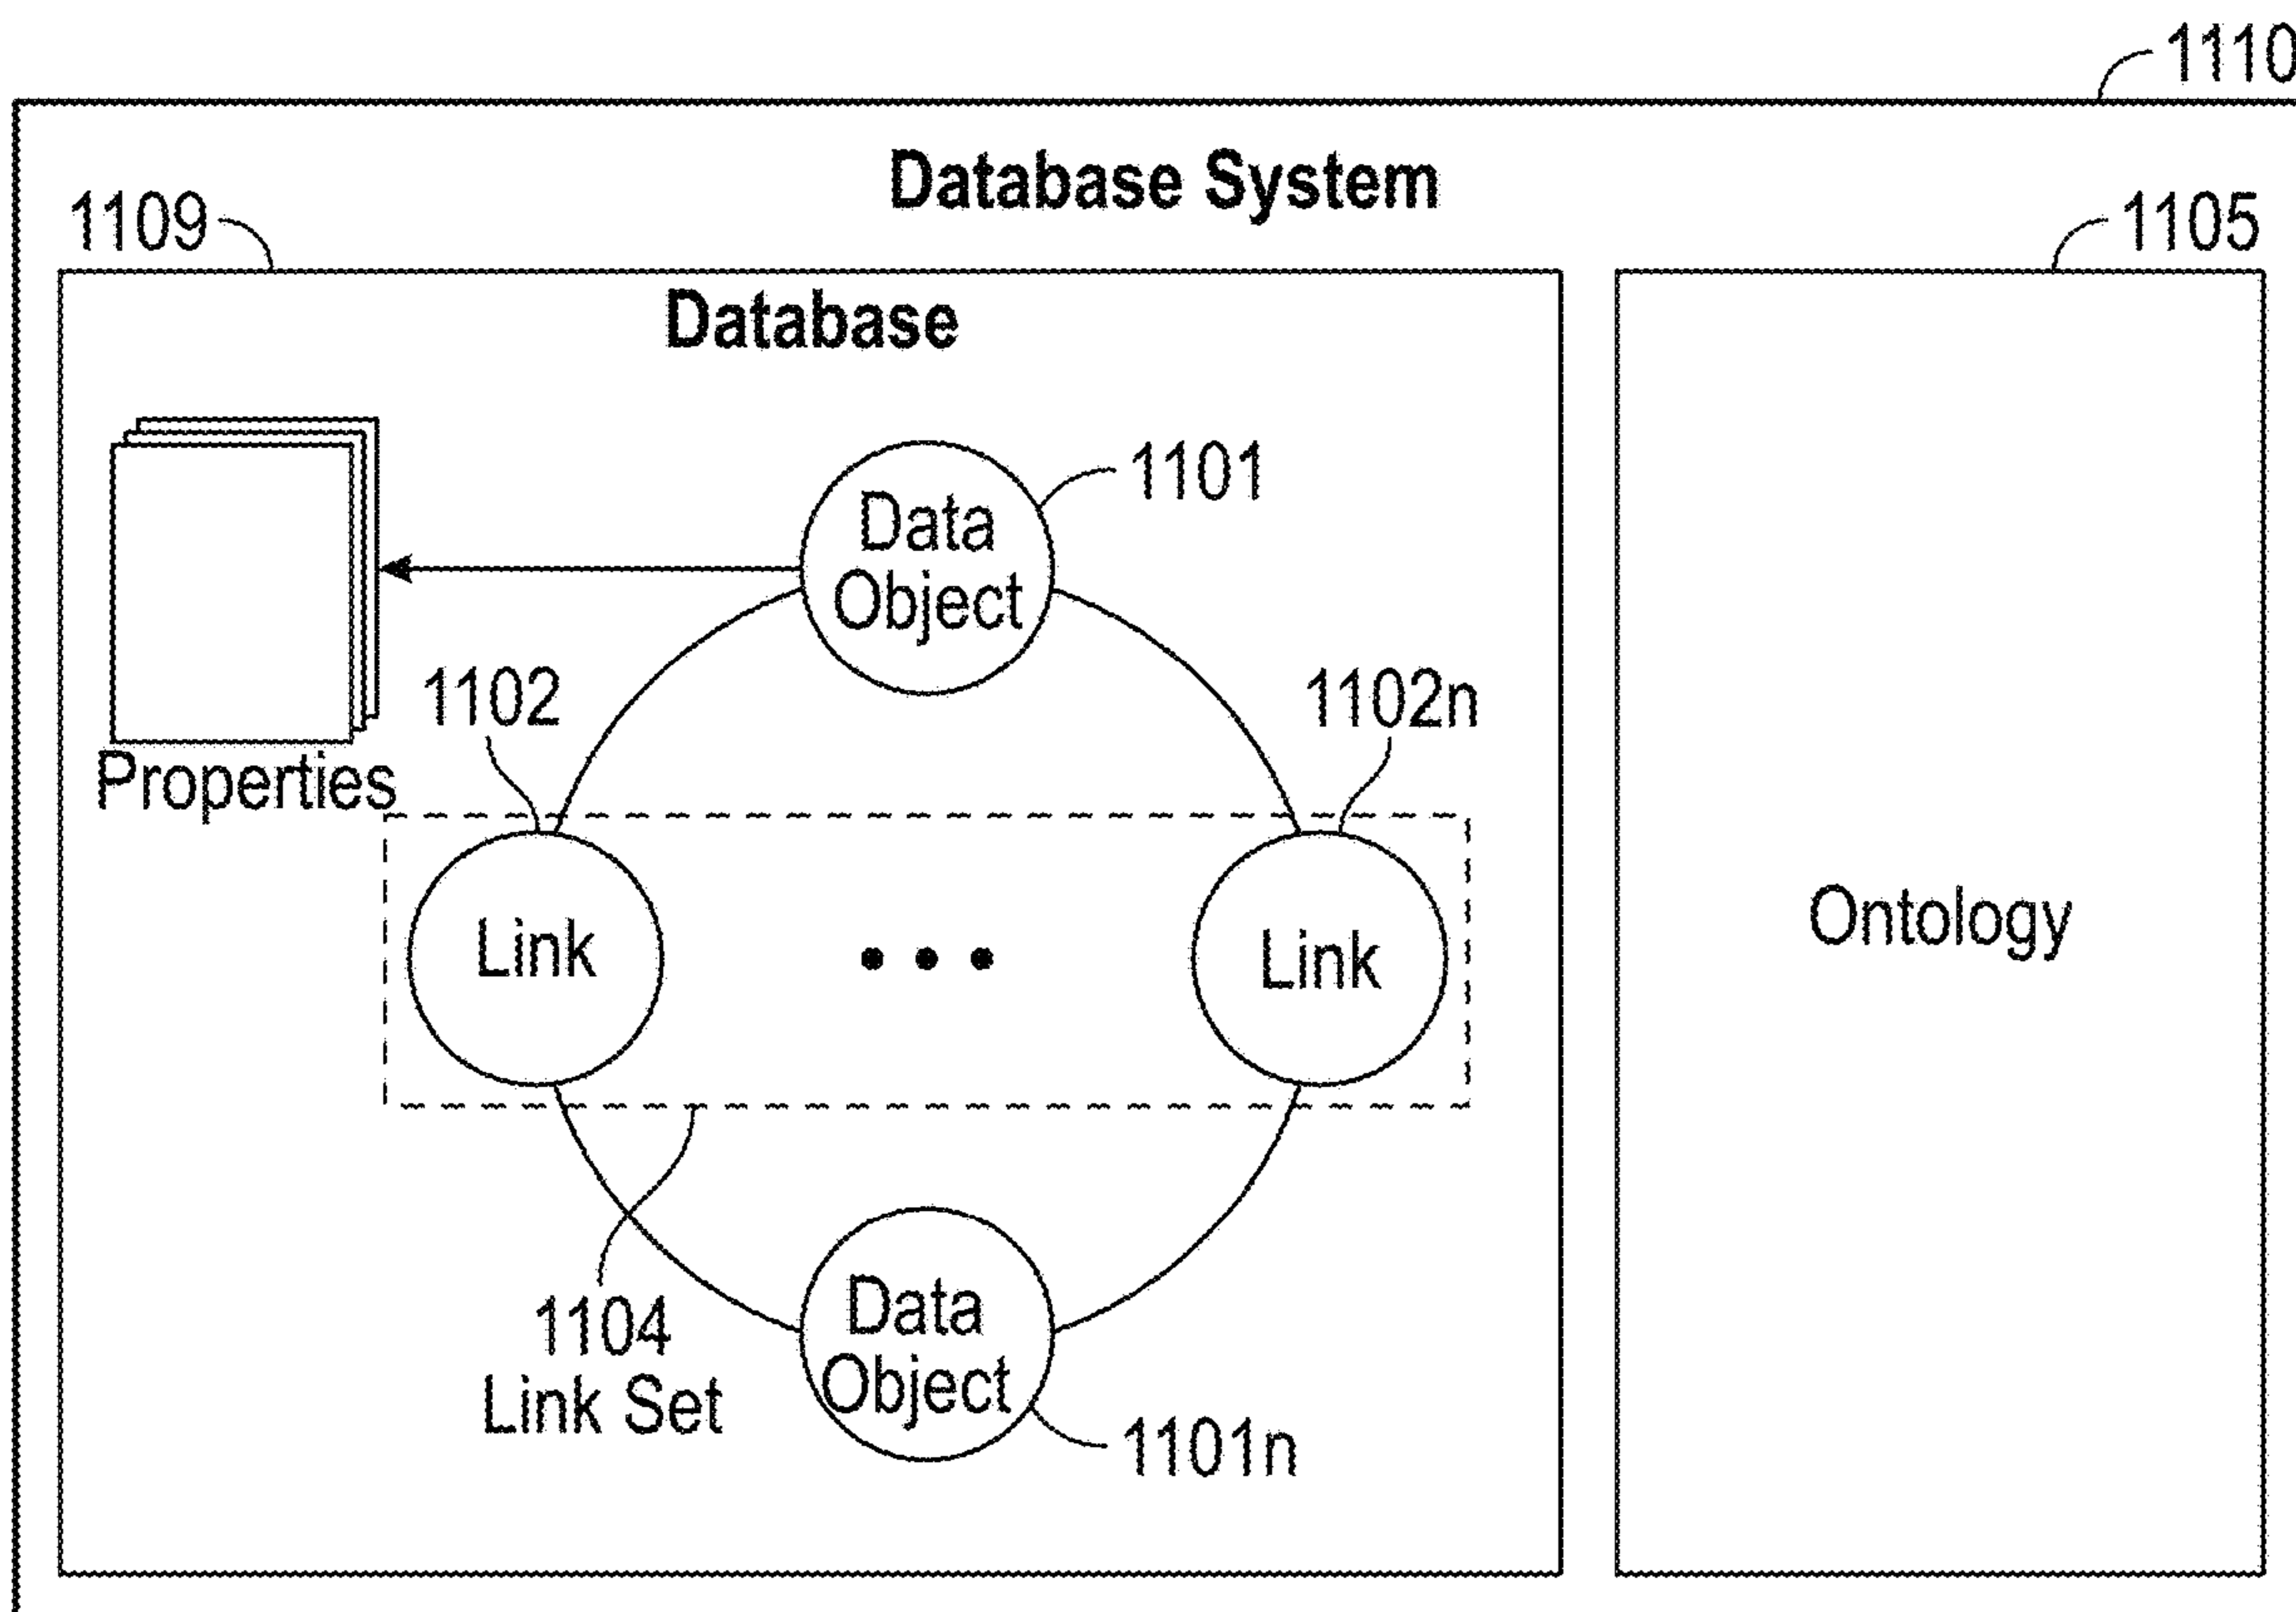 1110
Database System
1109
1105
Database
1101
Data
Object
1102
1102n
Properties
Link
Link
Ontology
1104
Link Set
Data
Object
1101n